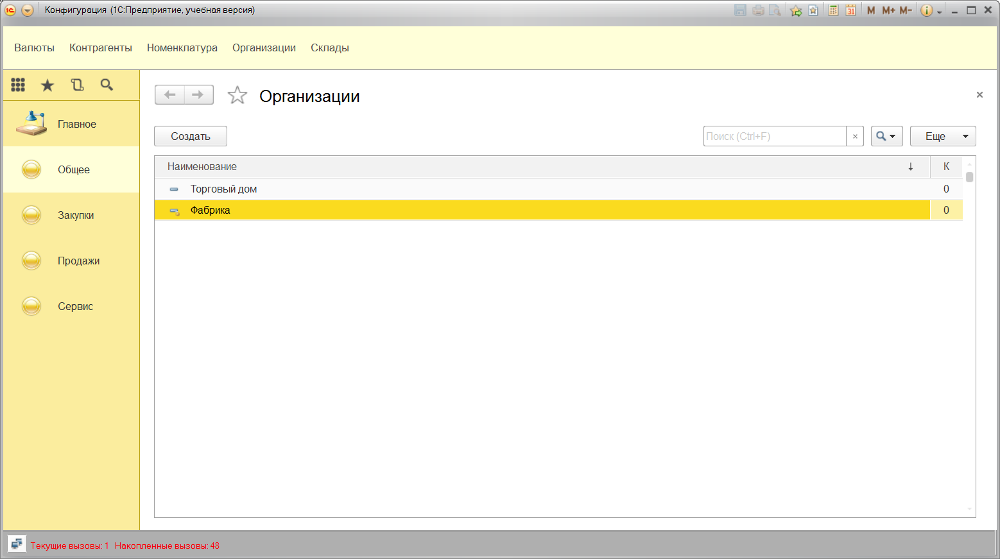 Конфигурация (1С:Предприятие, учебная версия)
31 M M+ M-
Валюты Контрагенты Номенклатура Организации Склады
Организации
Главное
Создать Поиск (Ctrl+F) Еще
Наименование К
Общее
Торговый дом 0
Фабрика 0
Закупки
Продажи
Сервис
Текущие вызовы: 1 Накопленные вызовы: 48